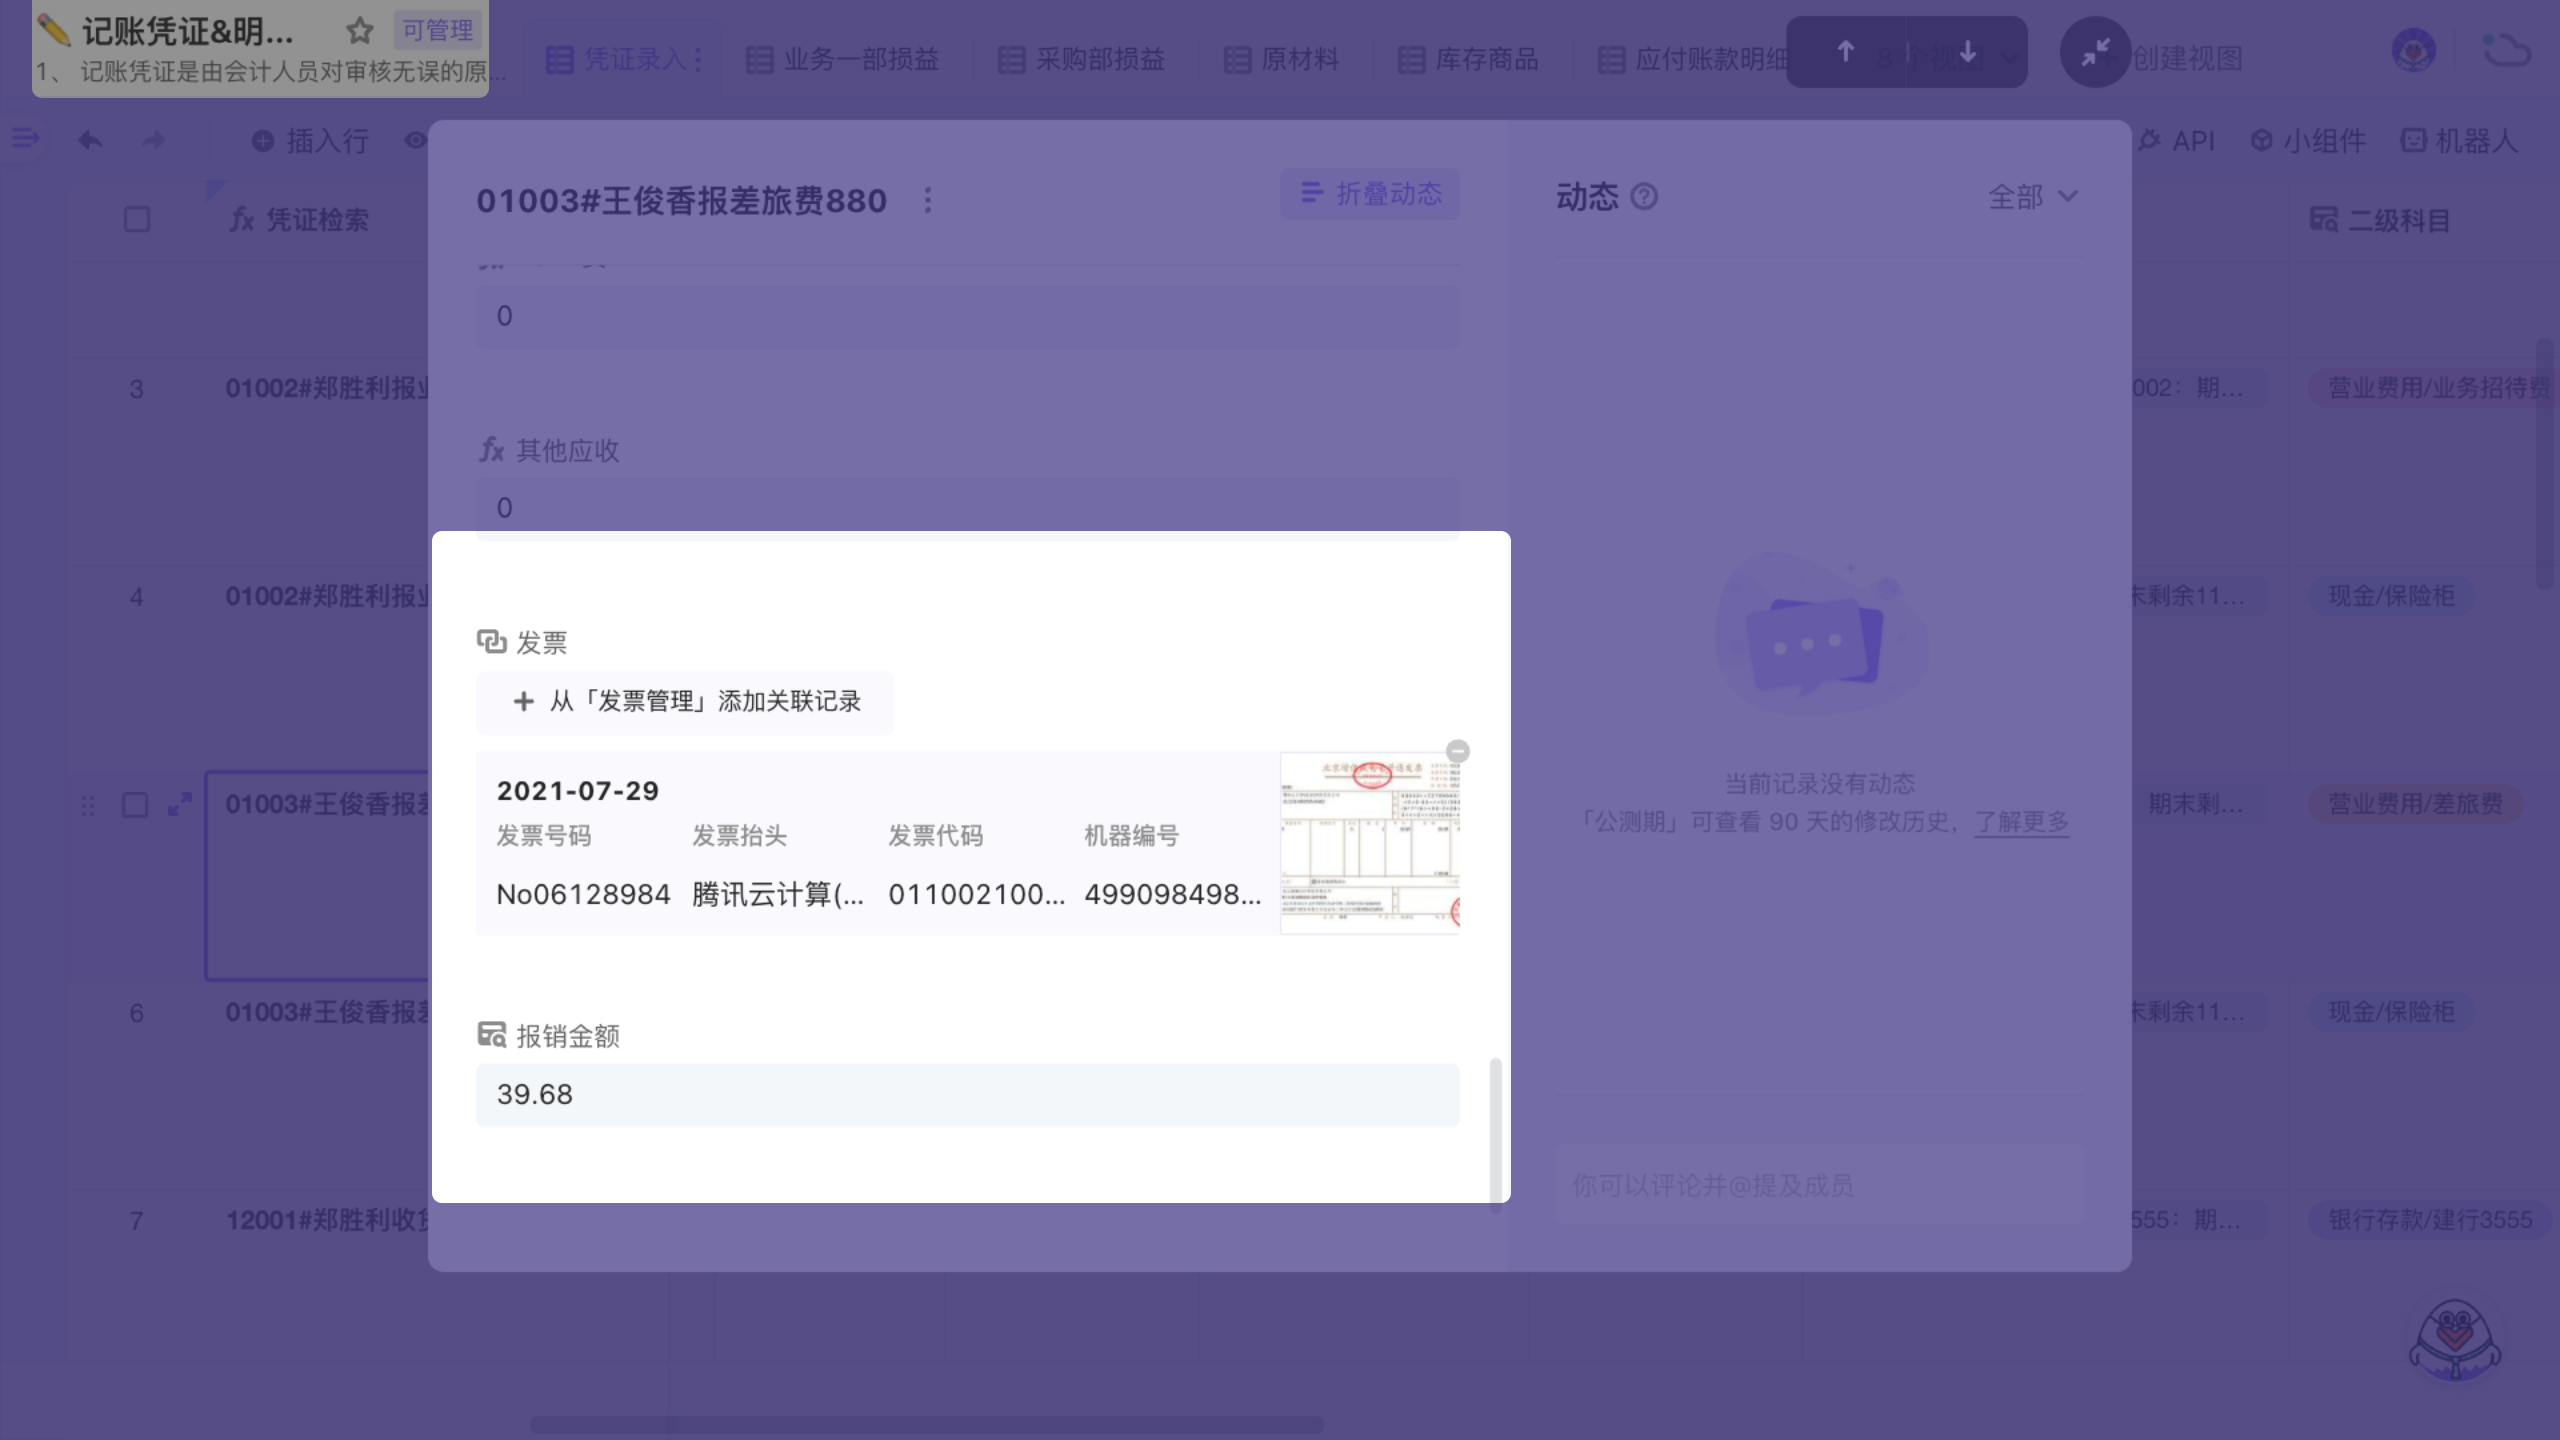 记账凭证&明...
可管理
1、 记账凭证是由会计人员对审核无误的原...
凭证录入
业务一部损益
采购部损益
原材料
库存商品
应付账款明细
8 个视图
创建视图
插入行
API
小组件
机器人
凭证检索
二级科目
01003#王俊香报差旅费880
折叠动态
动态
全部
0
3
01002#郑胜利报业
002：期...
营业费用/业务招待费
其他应收
0
4
01002#郑胜利报业
末剩余11...
现金/保险柜
发票
从「发票管理」添加关联记录
2021-07-29
发票号码
发票抬头
发票代码
机器编号
No06128984
腾讯云计算(...
011002100...
499098498...
01003#王俊香报差
期末剩...
营业费用/差旅费
当前记录没有动态
「公测期」可查看 90 天的修改历史，了解更多
6
01003#王俊香报差
末剩余11...
现金/保险柜
报销金额
39.68
你可以评论并@提及成员
7
12001#郑胜利收货
555：期...
银行存款/建行3555